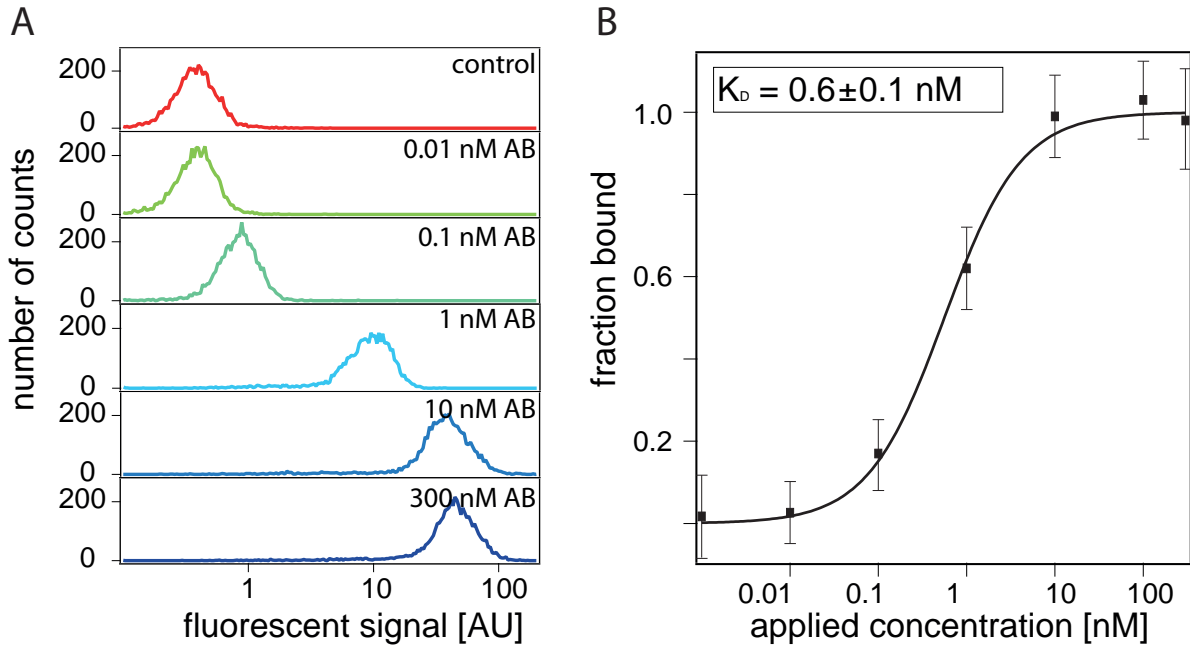 A
number of counts
200
0
control
200
0
0.01 nM AB
200
0
0.1 nM AB
200
0
1 nM AB
200
0
10 nM AB
200
0
300 nM AB
1
10
100
fluorescent signal [AU]
B
fraction bound
K_D = 0.6±0.1 nM
1.0
0.6
0.2
0.01
0.1
1
10
100
applied concentration [nM]